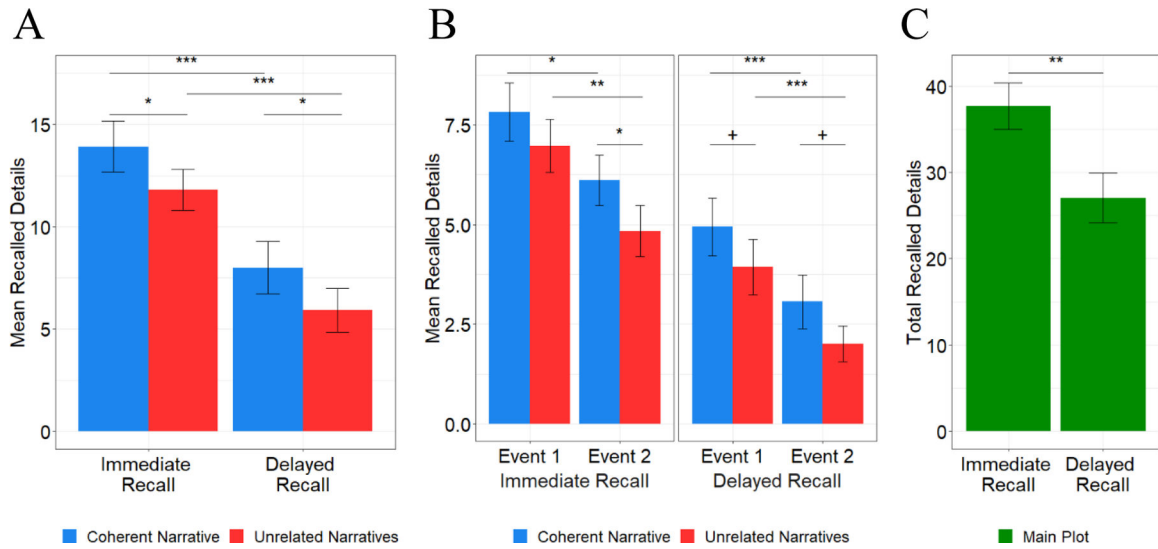 A
Mean Recalled Details
15
10
5
0
***
***
*
*
Immediate
Recall
Delayed
Recall
Coherent Narrative
Unrelated Narratives
B
Mean Recalled Details
7.5
5.0
2.5
0.0
*
**
*
***
***
+
+
Event 1
Event 2
Immediate Recall
Event 1
Event 2
Delayed Recall
Coherent Narrative
Unrelated Narratives
C
Total Recalled Details
40
30
20
10
0
**
Immediate
Recall
Delayed
Recall
Main Plot